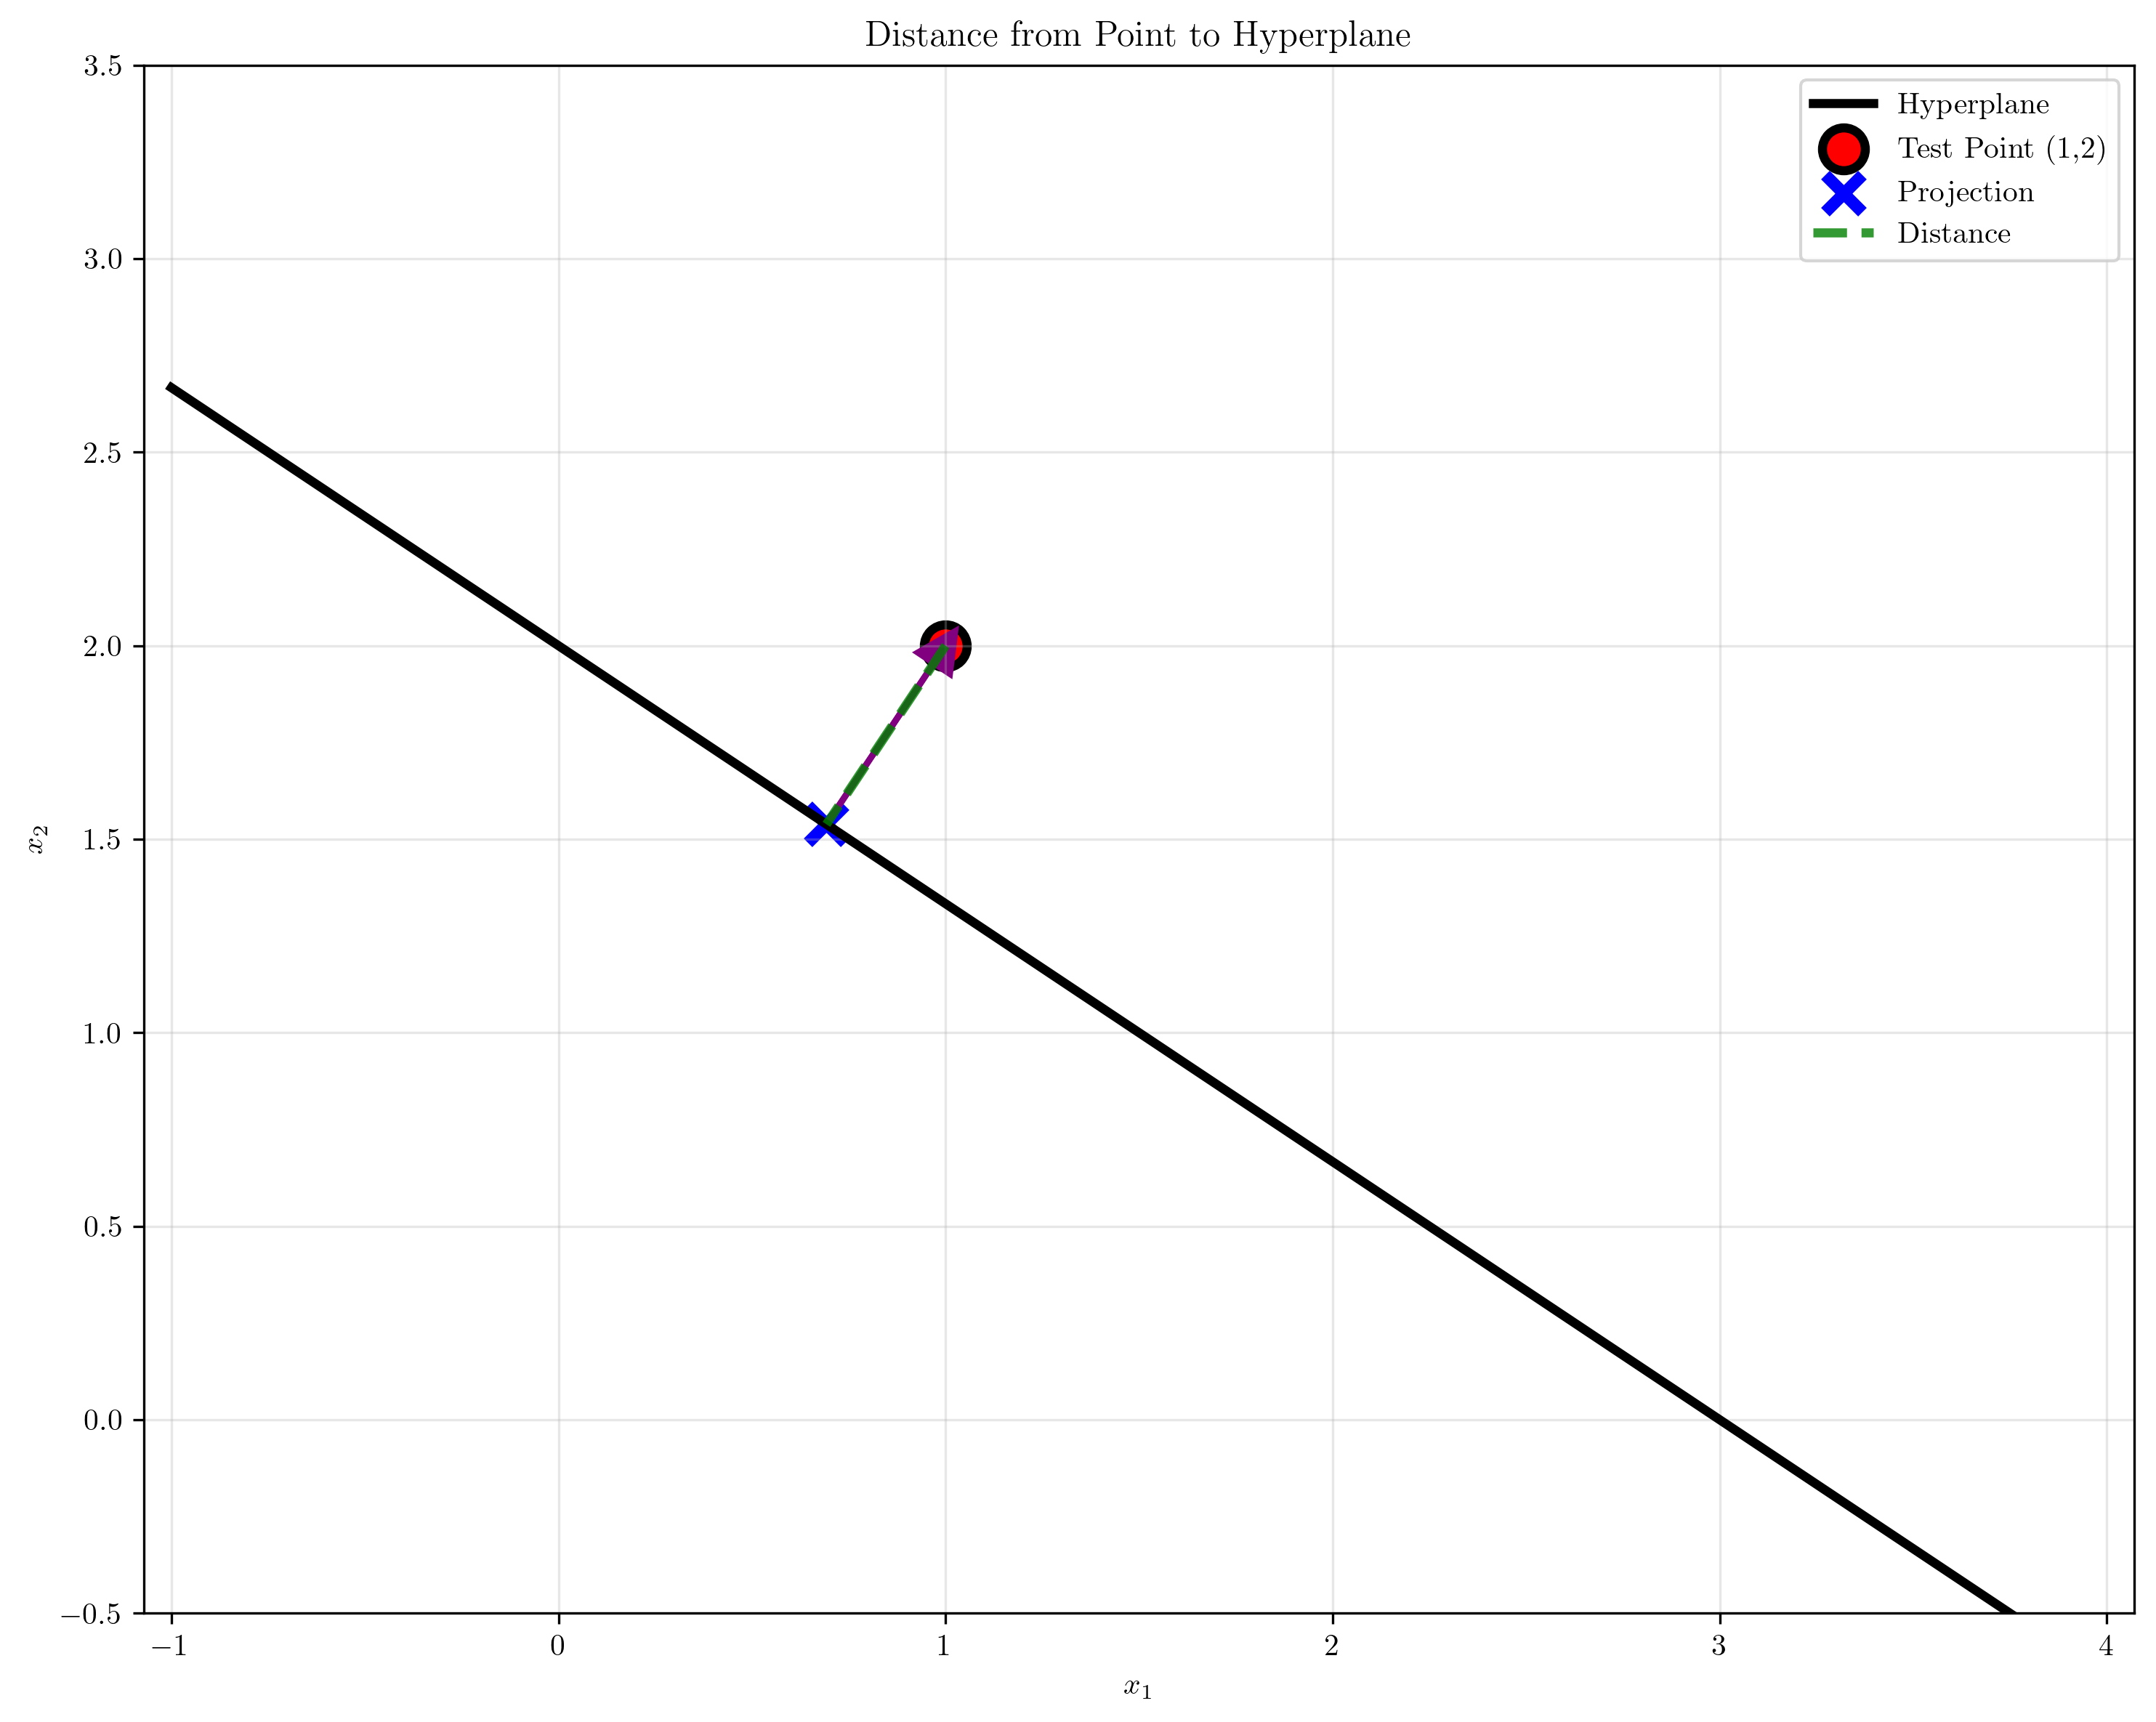 Distance from Point to Hyperplane
3.5
3.0
2.5
2.0
1.5
1.0
0.5
0.0
−0.5
x2
Hyperplane
Test Point (1,2)
Projection
Distance
−1 0 1 2 3 4
x1